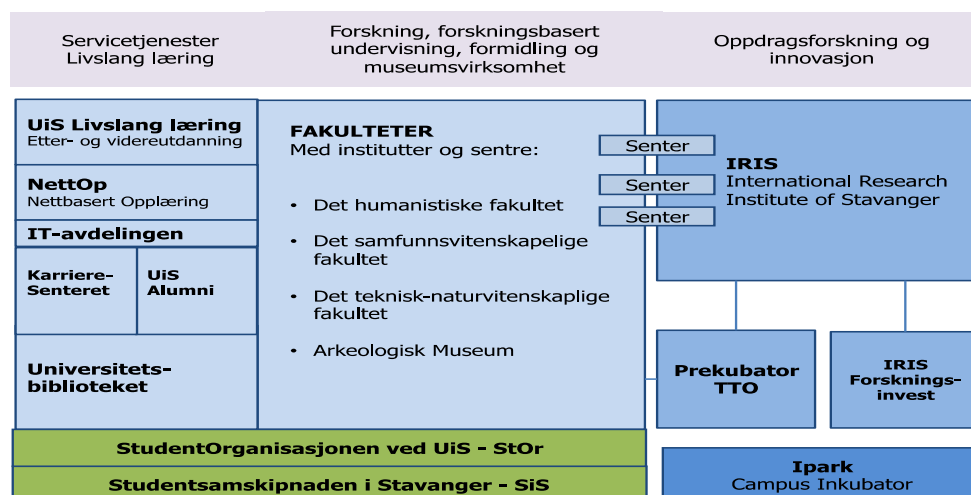 Servicetjenester
Livslang læring
Forskning, forskningsbasert
undervisning, formidling og
museumsvirksomhet
Oppdragsforskning og
innovasjon
UiS Livslang læring
Etter- og videreutdanning
NettOp
Nettbasert Opplæring
IT-avdelingen
Karriere-
Senteret
UiS
Alumni
Universitets-
biblioteket
FAKULTETER
Med institutter og sentre:
• Det humanistiske fakultet
• Det samfunnsvitenskapelige
fakultet
• Det teknisk-naturvitenskaplige
fakultet
• Arkeologisk Museum
Senter
Senter
Senter
IRIS
International Research
Institute of Stavanger
Prekubator
TTO
IRIS
Forsknings-
invest
StudentOrganisasjonen ved UiS - StOr
Studentsamskipnaden i Stavanger - SiS
Ipark
Campus Inkubator